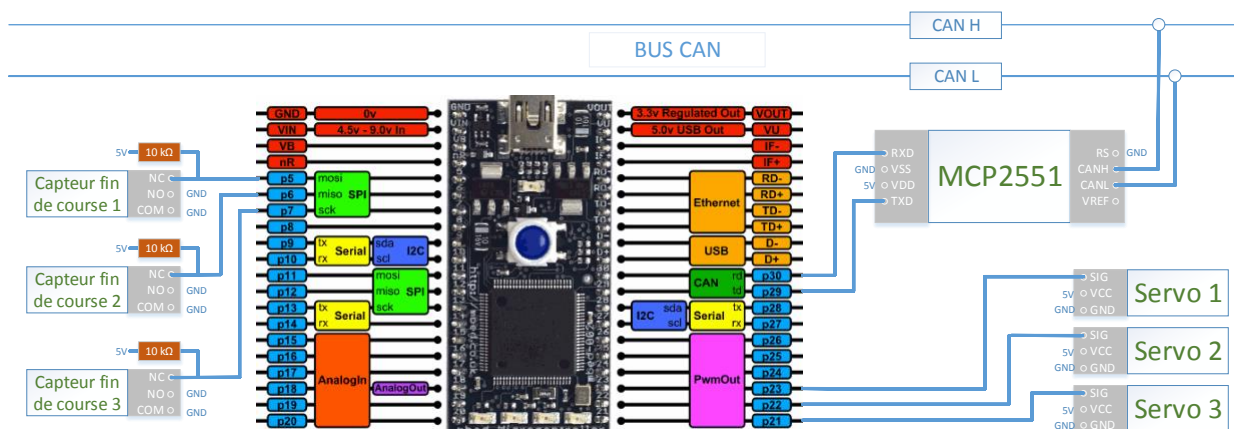 CAN H
BUS CAN
CAN L
GND 0v
VIN 4.5v - 9.0v In
VB
nR
p5 mosi
p6 miso SPI
p7 sck
p8
p9 tx Serial sda I2C
p10 rx scl
p11 mosi
p12 miso SPI
p13 tx Serial sck
p14 rx
p15
p16
p17
p18 AnalogIn AnalogOut
p19
p20
3.3v Regulated Out VOUT
5.0v USB Out VU
IF-
IF+
RD-
RD+
Ethernet
TD-
TD+
USB D-
D+
CAN rd p30
td p29
I2C sda Serial tx p28
scl rx p27
p26
p25
p24
PwmOut p23
p22
p21
5V 10 kΩ
Capteur fin
de course 1
NC
NO GND
COM GND
5V 10 kΩ
Capteur fin
de course 2
NC
NO GND
COM GND
5V 10 kΩ
Capteur fin
de course 3
NC
NO GND
COM GND
RXD
GND VSS
5V VDD
TXD
MCP2551
RS GND
CANH
CANL
VREF
SIG
5V VCC
GND GND
Servo 1
SIG
5V VCC
GND GND
Servo 2
SIG
5V VCC
GND GND
Servo 3